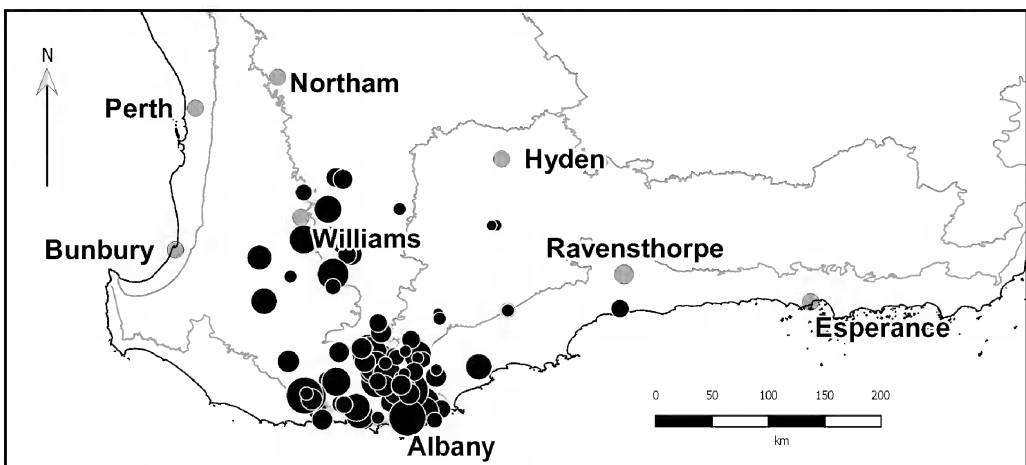 N
Northam
Perth
Hyden
Williams
Bunbury
Ravensthorpe
Esperance
0 50 100 150 200
km
Albany